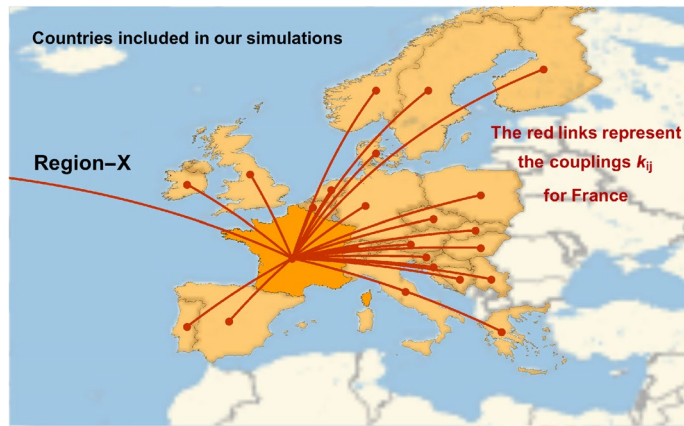 Countries included in our simulations
Region–X
The red links represent
the couplings kij
for France